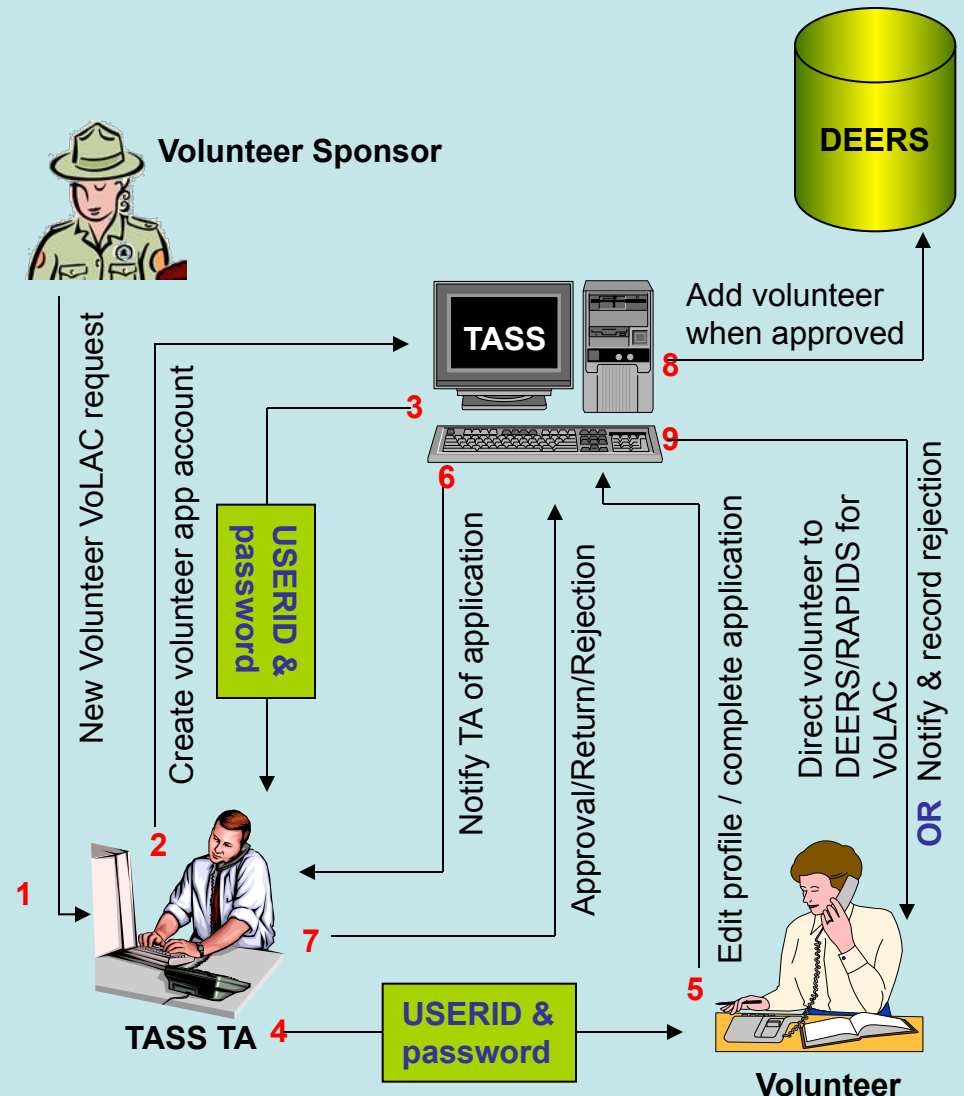 DEERS
Volunteer Sponsor
TASS
Add volunteer
when approved
8
3
9
6
New Volunteer VoLAC request
Create volunteer app account
USERID &
password
Notify TA of application
Approval/Return/Rejection
Edit profile / complete application
Direct volunteer to
DEERS/RAPIDS for
VoLAC
OR Notify & record rejection
2
1
7
5
TASS TA
4
USERID &
password
Volunteer